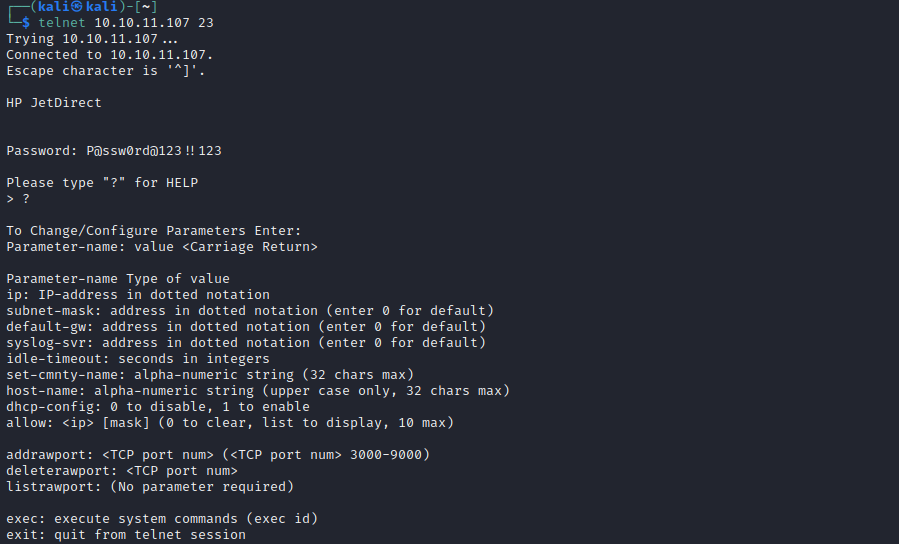 ┌──(kali㉿kali)-[~]
└─$ telnet 10.10.11.107 23
Trying 10.10.11.107...
Connected to 10.10.11.107.
Escape character is '^]'.
HP JetDirect
Password: P@ssw0rd@123!!123
Please type "?" for HELP
> ?
To Change/Configure Parameters Enter:
Parameter-name: value <Carriage Return>
Parameter-name Type of value
ip: IP-address in dotted notation
subnet-mask: address in dotted notation (enter 0 for default)
default-gw: address in dotted notation (enter 0 for default)
syslog-svr: address in dotted notation (enter 0 for default)
idle-timeout: seconds in integers
set-cmnty-name: alpha-numeric string (32 chars max)
host-name: alpha-numeric string (upper case only, 32 chars max)
dhcp-config: 0 to disable, 1 to enable
allow: <ip> [mask] (0 to clear, list to display, 10 max)
addrawport: <TCP port num> (<TCP port num> 3000-9000)
deleterawport: <TCP port num>
listrawport: (No parameter required)
exec: execute system commands (exec id)
exit: quit from telnet session